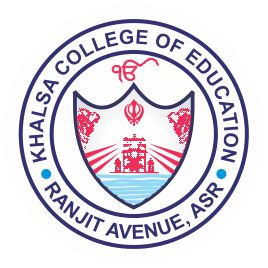 KHALSA COLLEGE OF EDUCATION
ੴ
RANJIT AVENUE, ASR